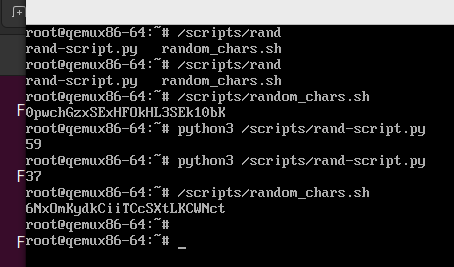 root@qemux86-64:~# /scripts/rand
rand-script.py   random_chars.sh
root@qemux86-64:~# /scripts/rand
rand-script.py   random_chars.sh
root@qemux86-64:~# /scripts/random_chars.sh
0pwchGzxSExHFOkHL3SEk10bK
root@qemux86-64:~# python3 /scripts/rand-script.py
59
root@qemux86-64:~# python3 /scripts/rand-script.py
37
root@qemux86-64:~# /scripts/random_chars.sh
6NxOmKydkCiiTCcSXtLKCWNct
root@qemux86-64:~#
root@qemux86-64:~# _
F
F
F